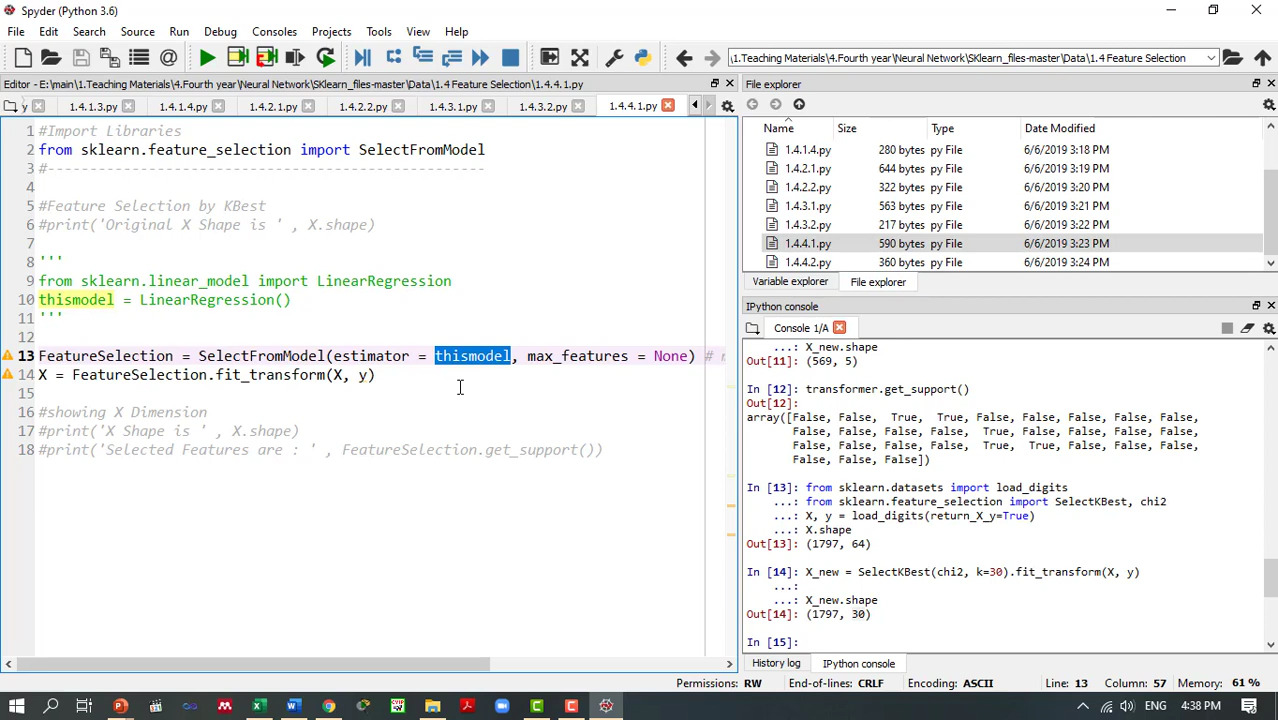 Spyder (Python 3.6)
File Edit Search Source Run Debug Consoles Projects Tools View Help
\1.Teaching Materials\4.Fourth year\Neural Network\SKlearn_files-master\Data\1.4 Feature Selection
Editor - E:\main\1.Teaching Materials\4.Fourth year\Neural Network\SKlearn_files-master\Data\1.4 Feature Selection\1.4.4.1.py
File explorer
y 1.4.1.3.py 1.4.1.4.py 1.4.2.1.py 1.4.2.2.py 1.4.3.1.py 1.4.3.2.py 1.4.4.1.py
1 #Import Libraries
2 from sklearn.feature_selection import SelectFromModel
3 #----------------------------------------------------
4
5 #Feature Selection by KBest
6 #print('Original X Shape is ' , X.shape)
7
8 '''
9 from sklearn.linear_model import LinearRegression
10 thismodel = LinearRegression()
11 '''
12
13 FeatureSelection = SelectFromModel(estimator = thismodel, max_features = None) # m
14 X = FeatureSelection.fit_transform(X, y)
15
16 #showing X Dimension
17 #print('X Shape is ' , X.shape)
18 #print('Selected Features are : ' , FeatureSelection.get_support())
Name Size Type Date Modified
1.4.1.4.py 280 bytes py File 6/6/2019 3:18 PM
1.4.2.1.py 644 bytes py File 6/6/2019 3:19 PM
1.4.2.2.py 322 bytes py File 6/6/2019 3:20 PM
1.4.3.1.py 563 bytes py File 6/6/2019 3:21 PM
1.4.3.2.py 217 bytes py File 6/6/2019 3:22 PM
1.4.4.1.py 590 bytes py File 6/6/2019 3:23 PM
1.4.4.2.py 360 bytes py File 6/6/2019 3:24 PM
Variable explorer File explorer
IPython console
Console 1/A
...: X_new.shape
Out[11]: (569, 5)
In [12]: transformer.get_support()
Out[12]:
array([False, False, True, True, False, False, False, False, False,
False, False, False, False, False, False, False, False, False,
False, False, False, False, True, True, False, False, False,
False, False, False])
In [13]: from sklearn.datasets import load_digits
...: from sklearn.feature_selection import SelectKBest, chi2
...: X, y = load_digits(return_X_y=True)
...: X.shape
Out[13]: (1797, 64)
In [14]: X_new = SelectKBest(chi2, k=30).fit_transform(X, y)
...:
...: X_new.shape
Out[14]: (1797, 30)
In [15]:
History log IPython console
Permissions: RW End-of-lines: CRLF Encoding: ASCII Line: 13 Column: 57 Memory: 61 %
4:38 PM